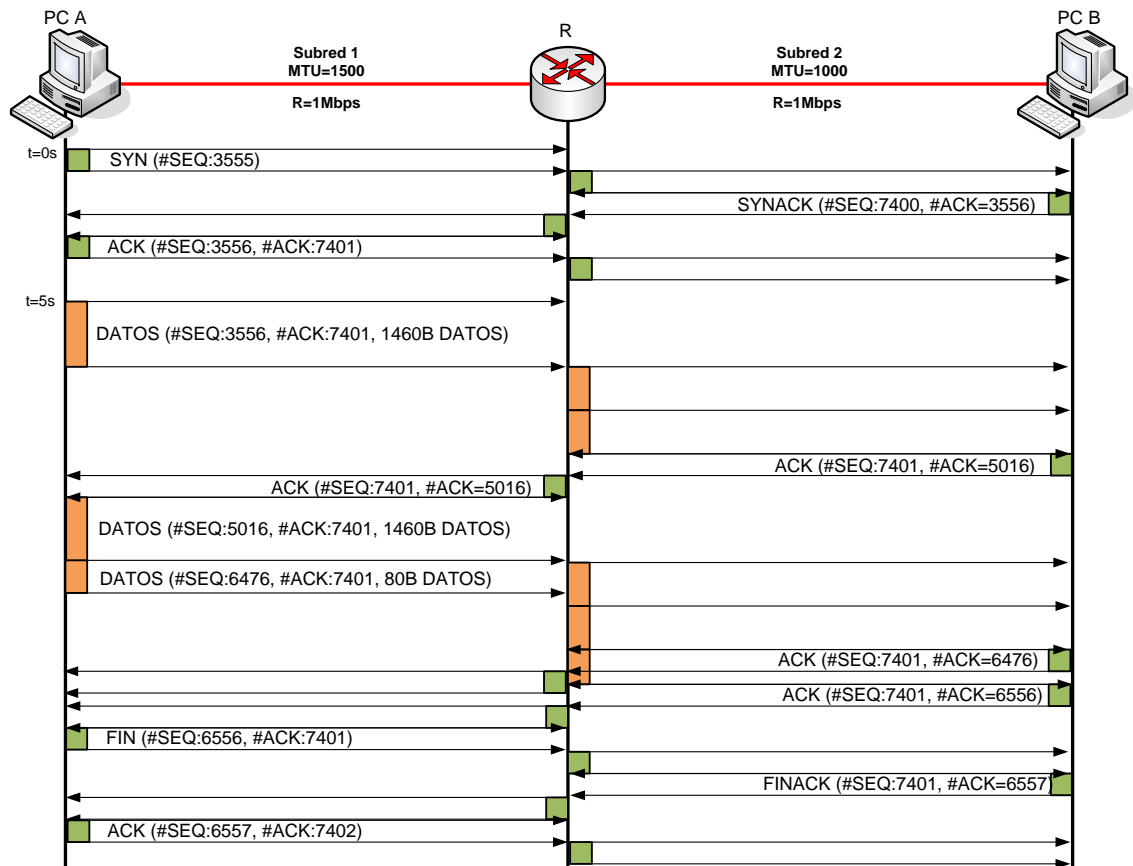 PC A
R
PC B
Subred 1
MTU=1500
R=1Mbps
Subred 2
MTU=1000
R=1Mbps
t=0s
SYN (#SEQ:3555)
SYNACK (#SEQ:7400, #ACK=3556)
ACK (#SEQ:3556, #ACK:7401)
t=5s
DATOS (#SEQ:3556, #ACK:7401, 1460B DATOS)
ACK (#SEQ:7401, #ACK=5016)
ACK (#SEQ:7401, #ACK=5016)
DATOS (#SEQ:5016, #ACK:7401, 1460B DATOS)
DATOS (#SEQ:6476, #ACK:7401, 80B DATOS)
ACK (#SEQ:7401, #ACK=6476)
ACK (#SEQ:7401, #ACK=6556)
FIN (#SEQ:6556, #ACK:7401)
FINACK (#SEQ:7401, #ACK=6557)
ACK (#SEQ:6557, #ACK:7402)